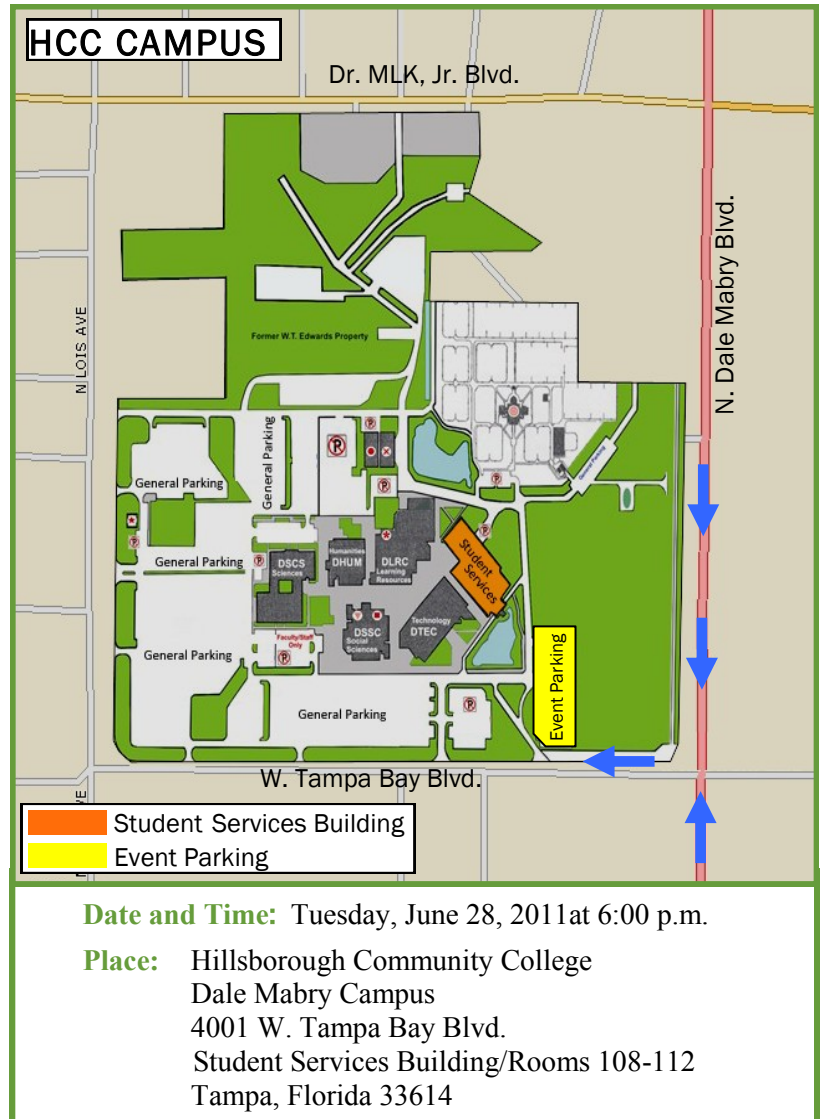 HCC CAMPUS
Dr. MLK, Jr. Blvd.
N. Dale Mabry Blvd.
N LOIS AVE
Former W.T. Edwards Property
General Parking
General Parking
General Parking
General Parking
Student
Services
Humanities
DHUM
DLRC
Learning
Resources
DSCS
Sciences
Technology
DTEC
DSSC
Social
Sciences
Faculty/Staff
Only
General Parking
General Parking
Event Parking
W. Tampa Bay Blvd.
VE
Student Services Building
Event Parking
Date and Time: Tuesday, June 28, 2011at 6:00 p.m.
Place: Hillsborough Community College
Dale Mabry Campus
4001 W. Tampa Bay Blvd.
Student Services Building/Rooms 108-112
Tampa, Florida 33614